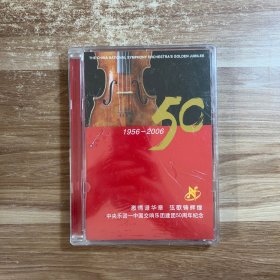 THE CHINA NATIONAL SYMPHONY ORCHESTRA'S GOLDEN JUBILEE
50
1956-2006
激情谱华章 弦歌铸辉煌
中央乐团—中国交响乐团建团50周年纪念